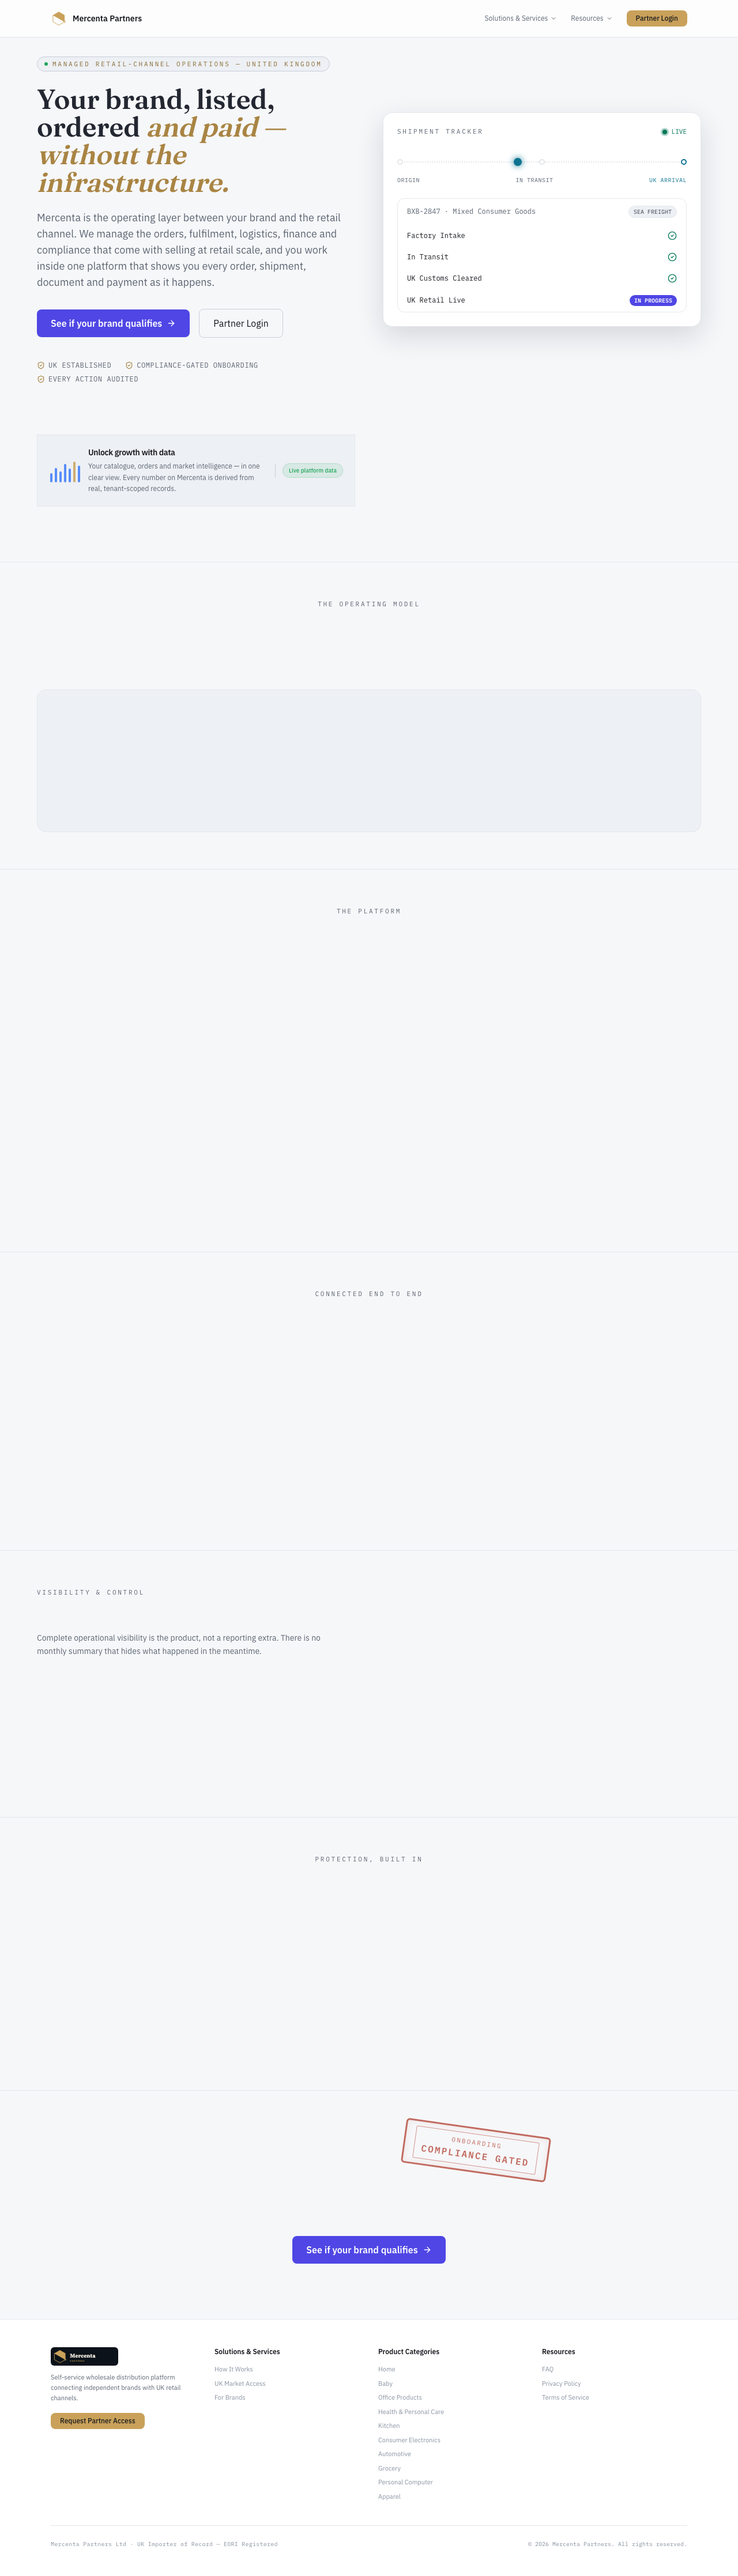 Mercenta Partners
Solutions & Services
Resources
Partner Login
MANAGED RETAIL-CHANNEL OPERATIONS — UNITED KINGDOM
Your brand, listed,
ordered and paid —
without the
infrastructure.
Mercenta is the operating layer between your brand and the retail
channel. We manage the orders, fulfilment, logistics, finance and
compliance that come with selling at retail scale, and you work
inside one platform that shows you every order, shipment,
document and payment as it happens.
See if your brand qualifies
Partner Login
UK ESTABLISHED
COMPLIANCE-GATED ONBOARDING
EVERY ACTION AUDITED
SHIPMENT TRACKER
LIVE
ORIGIN
IN TRANSIT
UK ARRIVAL
BXB-2847 · Mixed Consumer Goods
SEA FREIGHT
Factory Intake
In Transit
UK Customs Cleared
UK Retail Live
IN PROGRESS
Unlock growth with data
Your catalogue, orders and market intelligence — in one
clear view. Every number on Mercenta is derived from
real, tenant-scoped records.
Live platform data
THE OPERATING MODEL
THE PLATFORM
CONNECTED END TO END
VISIBILITY & CONTROL
Complete operational visibility is the product, not a reporting extra. There is no
monthly summary that hides what happened in the meantime.
PROTECTION, BUILT IN
ONBOARDING
COMPLIANCE GATED
See if your brand qualifies
Mercenta
Self-service wholesale distribution platform
connecting independent brands with UK retail
channels.
Request Partner Access
Solutions & Services
How It Works
UK Market Access
For Brands
Product Categories
Home
Baby
Office Products
Health & Personal Care
Kitchen
Consumer Electronics
Automotive
Grocery
Personal Computer
Apparel
Resources
FAQ
Privacy Policy
Terms of Service
Mercenta Partners Ltd · UK Importer of Record — EORI Registered
© 2026 Mercenta Partners. All rights reserved.